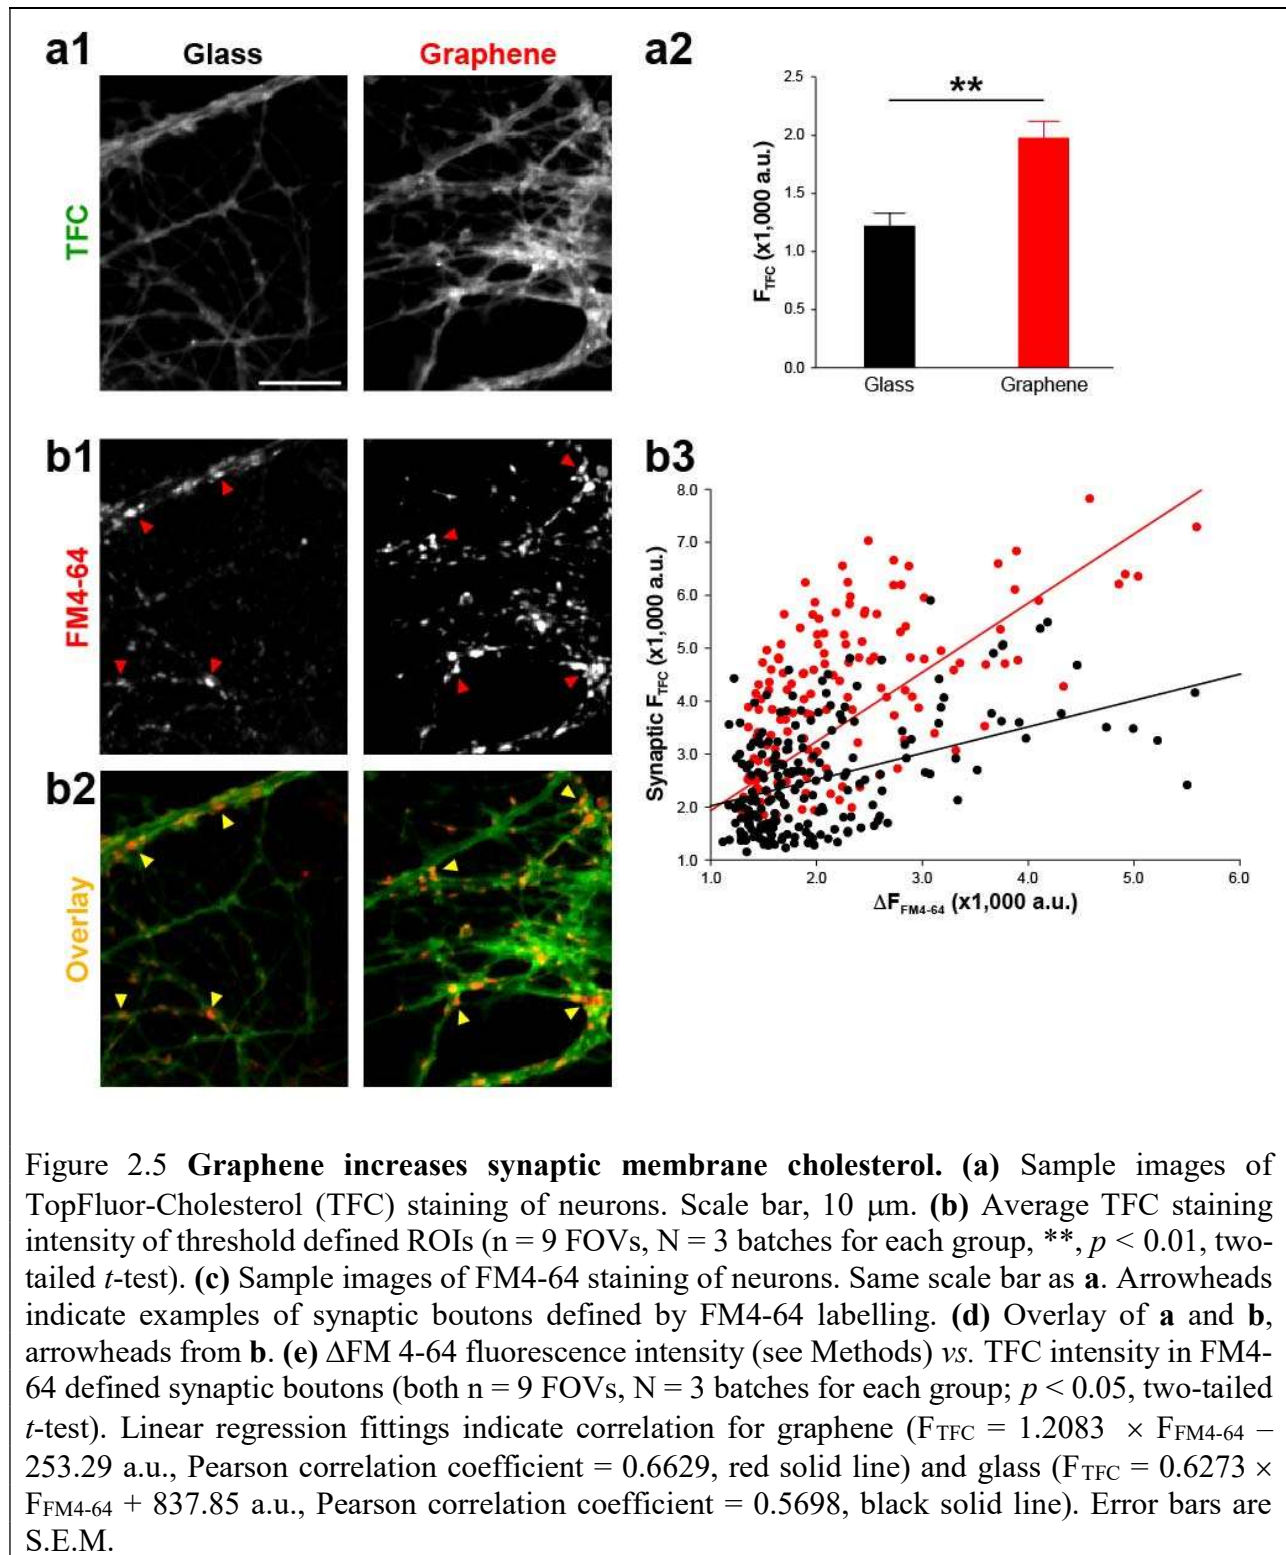 a1
Glass
Graphene
TFC
a2
2.5
2.0
1.5
1.0
0.5
0.0
F_TFC (x1,000 a.u.)
**
Glass
Graphene
b1
FM4-64
b2
Overlay
b3
8.0
7.0
6.0
5.0
4.0
3.0
2.0
1.0
Synaptic F_TFC (x1,000 a.u.)
1.0 2.0 3.0 4.0 5.0 6.0
ΔF_FM4-64 (x1,000 a.u.)
Figure 2.5 Graphene increases synaptic membrane cholesterol. (a) Sample images of
TopFluor-Cholesterol (TFC) staining of neurons. Scale bar, 10 μm. (b) Average TFC staining
intensity of threshold defined ROIs (n = 9 FOVs, N = 3 batches for each group, **, p < 0.01, two-
tailed t-test). (c) Sample images of FM4-64 staining of neurons. Same scale bar as a. Arrowheads
indicate examples of synaptic boutons defined by FM4-64 labelling. (d) Overlay of a and b,
arrowheads from b. (e) ΔFM 4-64 fluorescence intensity (see Methods) vs. TFC intensity in FM4-
64 defined synaptic boutons (both n = 9 FOVs, N = 3 batches for each group; p < 0.05, two-tailed
t-test). Linear regression fittings indicate correlation for graphene (F_TFC = 1.2083 × F_FM4-64 –
253.29 a.u., Pearson correlation coefficient = 0.6629, red solid line) and glass (F_TFC = 0.6273 ×
F_FM4-64 + 837.85 a.u., Pearson correlation coefficient = 0.5698, black solid line). Error bars are
S.E.M.